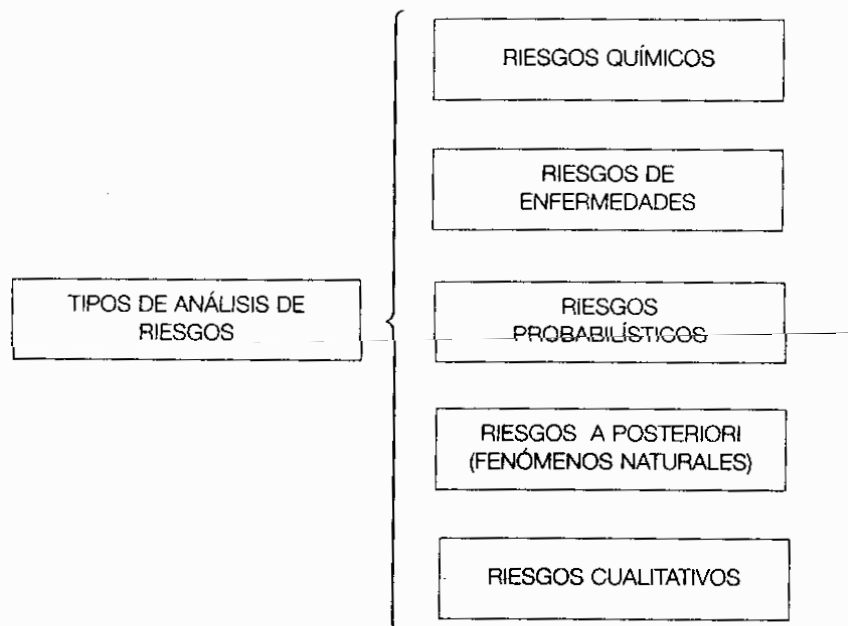 RIESGOS QUÍMICOS
RIESGOS DE
ENFERMEDADES
TIPOS DE ANÁLISIS DE
RIESGOS
RIESGOS
PROBABILÍSTICOS
RIESGOS A POSTERIORI
(FENÓMENOS NATURALES)
RIESGOS CUALITATIVOS